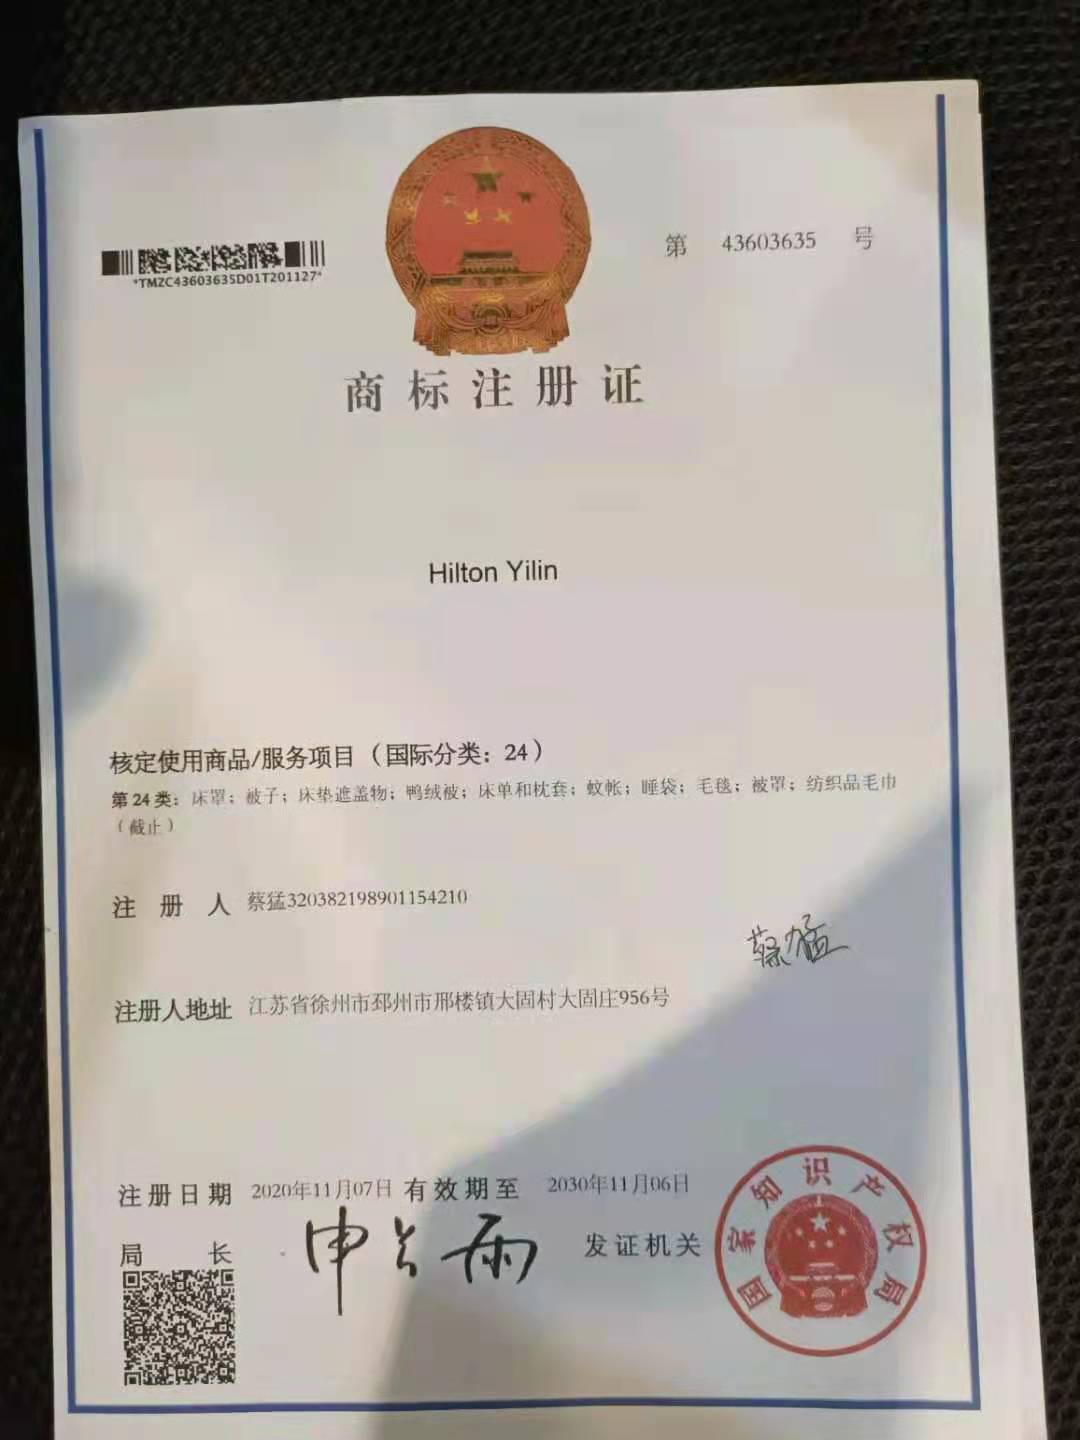 第 43603635 号
*TMZC43603635D01T201127*
商标注册证
Hilton Yilin
核定使用商品/服务项目（国际分类：24）
第24类：床罩；被子；床垫遮盖物；鸭绒被；床单和枕套；蚊帐；睡袋；毛毯；被罩；纺织品毛巾
（截止）
注册人 蔡猛320382198901154210
蔡猛
注册人地址 江苏省徐州市邳州市邢楼镇大固村大固庄956号
注册日期 2020年11月07日 有效期至 2030年11月06日
局长 申长雨 发证机关
国家知识产权局